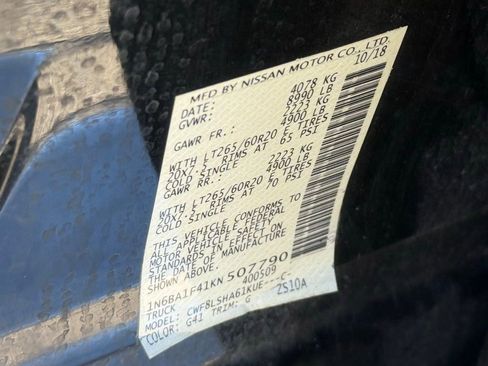 MFD BY NISSAN MOTOR CO., LTD.
DATE: 10/18
GVWR: 4078 KG
8990 LB
GAWR FR.: 2223 KG
4900 LB
WITH LT265/60R20 E TIRES
20X7.5 RIMS AT 65 PSI
COLD SINGLE
GAWR RR.: 2223 KG
4900 LB
WITH LT265/60R20 E TIRES
20X7.5 RIMS AT 70 PSI
COLD SINGLE
THIS VEHICLE CONFORMS TO
ALL APPLICABLE FEDERAL
MOTOR VEHICLE SAFETY
STANDARDS IN EFFECT ON
THE DATE OF MANUFACTURE
SHOWN ABOVE.
1N6BA1F41KN507790
TRUCK 400509
MODEL: CWF8LSHA61KUE---C-
COLOR: G41 TRIM: G ZS10A